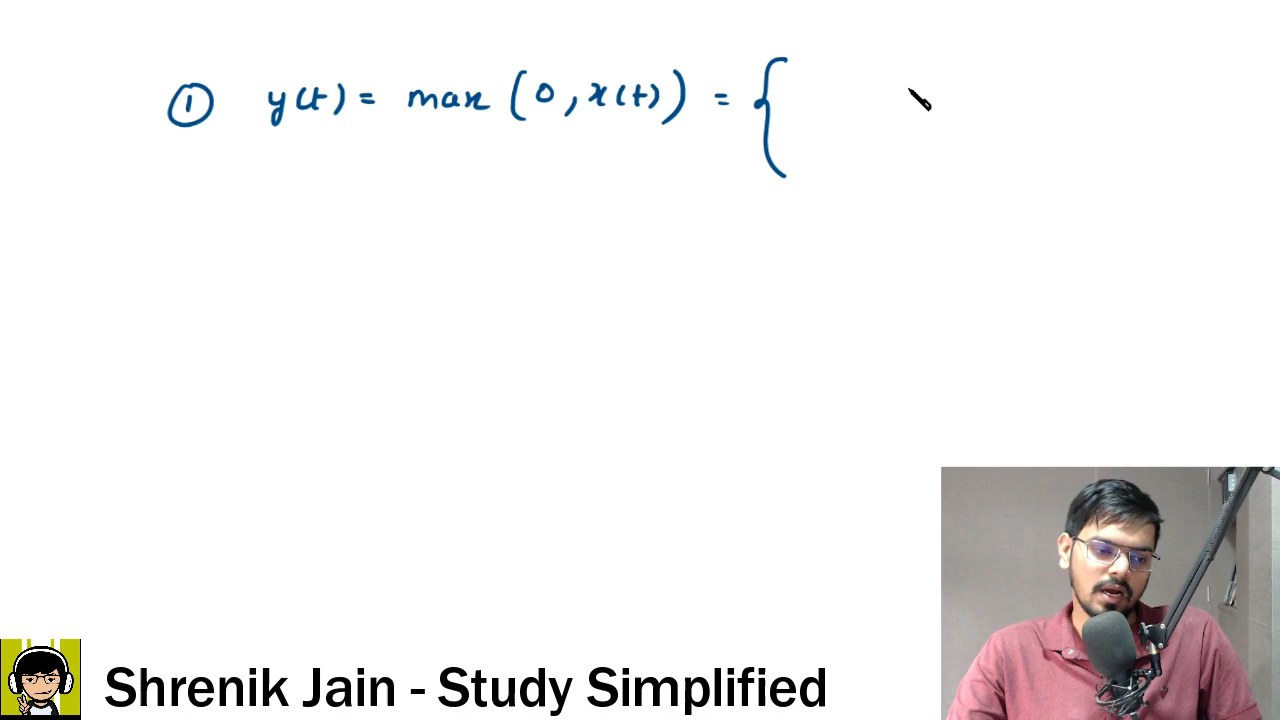 ① y(t) = max (0, x(t)) = {
Shrenik Jain - Study Simplified